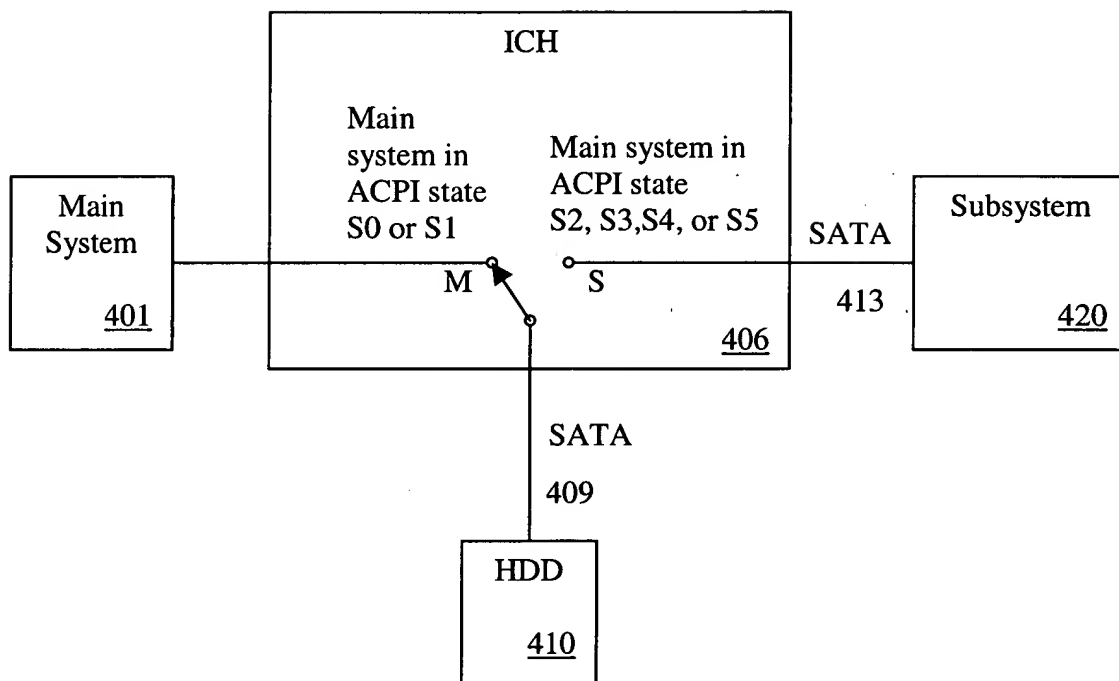 ICH
Main
system in
ACPI state
S0 or S1
Main system in
ACPI state
S2, S3,S4, or S5
Main
System
401
M
S
406
SATA
413
Subsystem
420
SATA
409
HDD
410